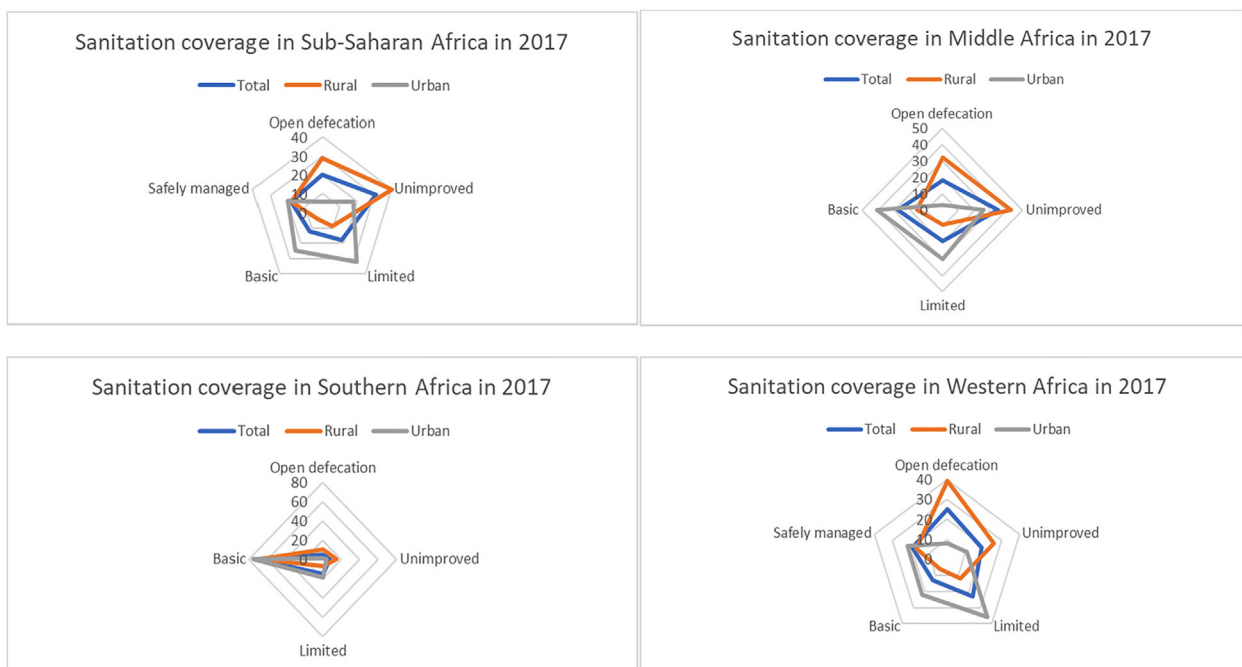 Sanitation coverage in Sub-Saharan Africa in 2017
Total Rural Urban
Open defecation
40
30
20
10
0
Safely managed
Unimproved
Basic
Limited
Sanitation coverage in Middle Africa in 2017
Total Rural Urban
Open defecation
50
40
30
20
10
0
Basic
Unimproved
Limited
Sanitation coverage in Southern Africa in 2017
Total Rural Urban
Open defecation
80
60
40
20
0
Basic
Unimproved
Limited
Sanitation coverage in Western Africa in 2017
Total Rural Urban
Open defecation
40
30
20
10
0
Safely managed
Unimproved
Basic
Limited